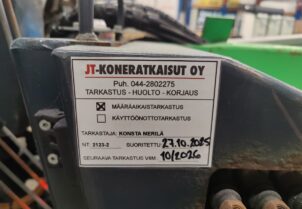 JT-KONERATKAISUT OY
Puh. 044-2802275
TARKASTUS - HUOLTO - KORJAUS
MÄÄRÄAIKAISTARKASTUS
KÄYTTÖÖNOTTOTARKASTUS
TARKASTAJA: KONSTA MERILÄ
NT 2123-2 SUORITETTU: 27.10.2025
SEURAAVA TARKASTUS VIIM. 10/2026